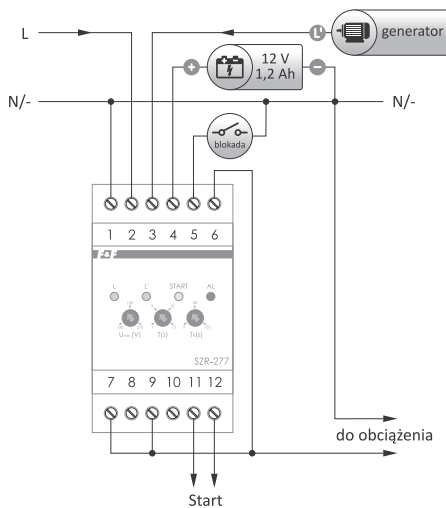 L
L'
generator
+
12 V
1,2 Ah
−
N/-
N/-
blokada
1 2 3 4 5 6
F&F
L L' START AL
T(s)
SZR-277
7 8 9 10 11 12
do obciążenia
Start